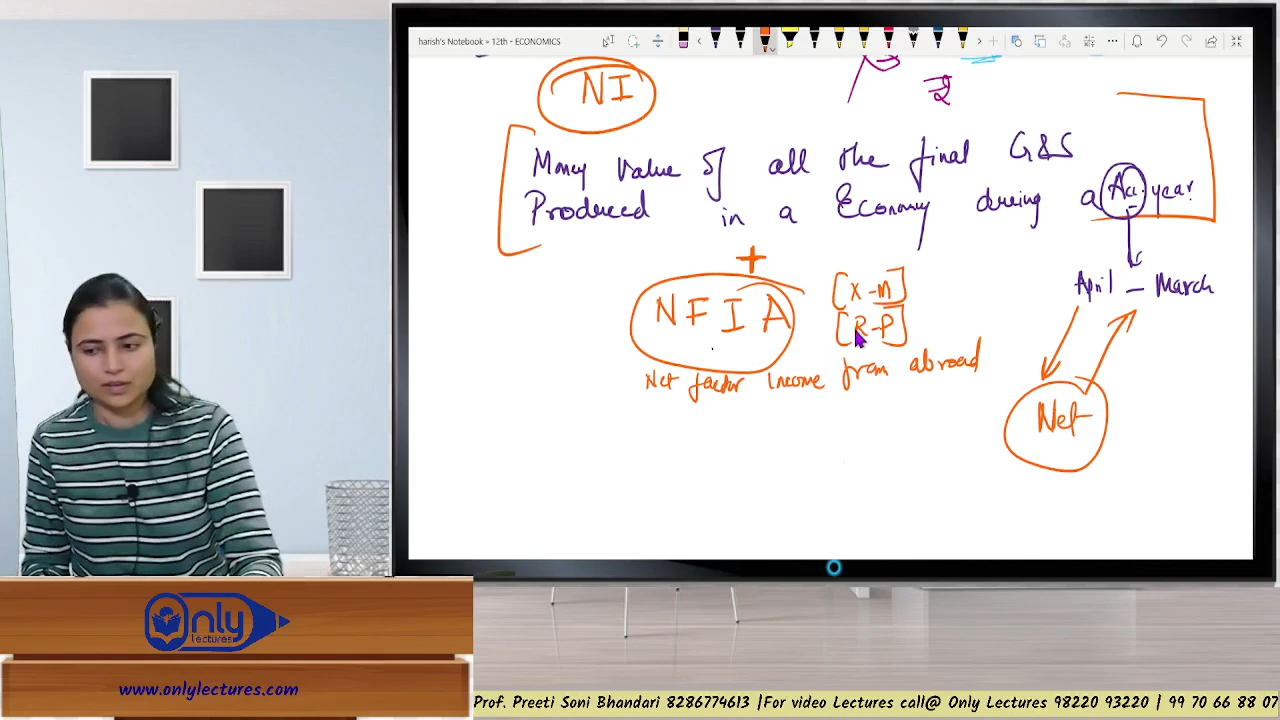 harish's Notebook » 12th - ECONOMICS
NI
Money Value of all the final G&S
Produced in a Economy during a Acc. year.
+
April - March
NFIA [X-M]
[R-P]
Net factor Income from abroad
Net
Only
lectures
www.onlylectures.com
Prof. Preeti Soni Bhandari 8286774613 |For video Lectures call@ Only Lectures 98220 93220 | 99 70 66 88 07